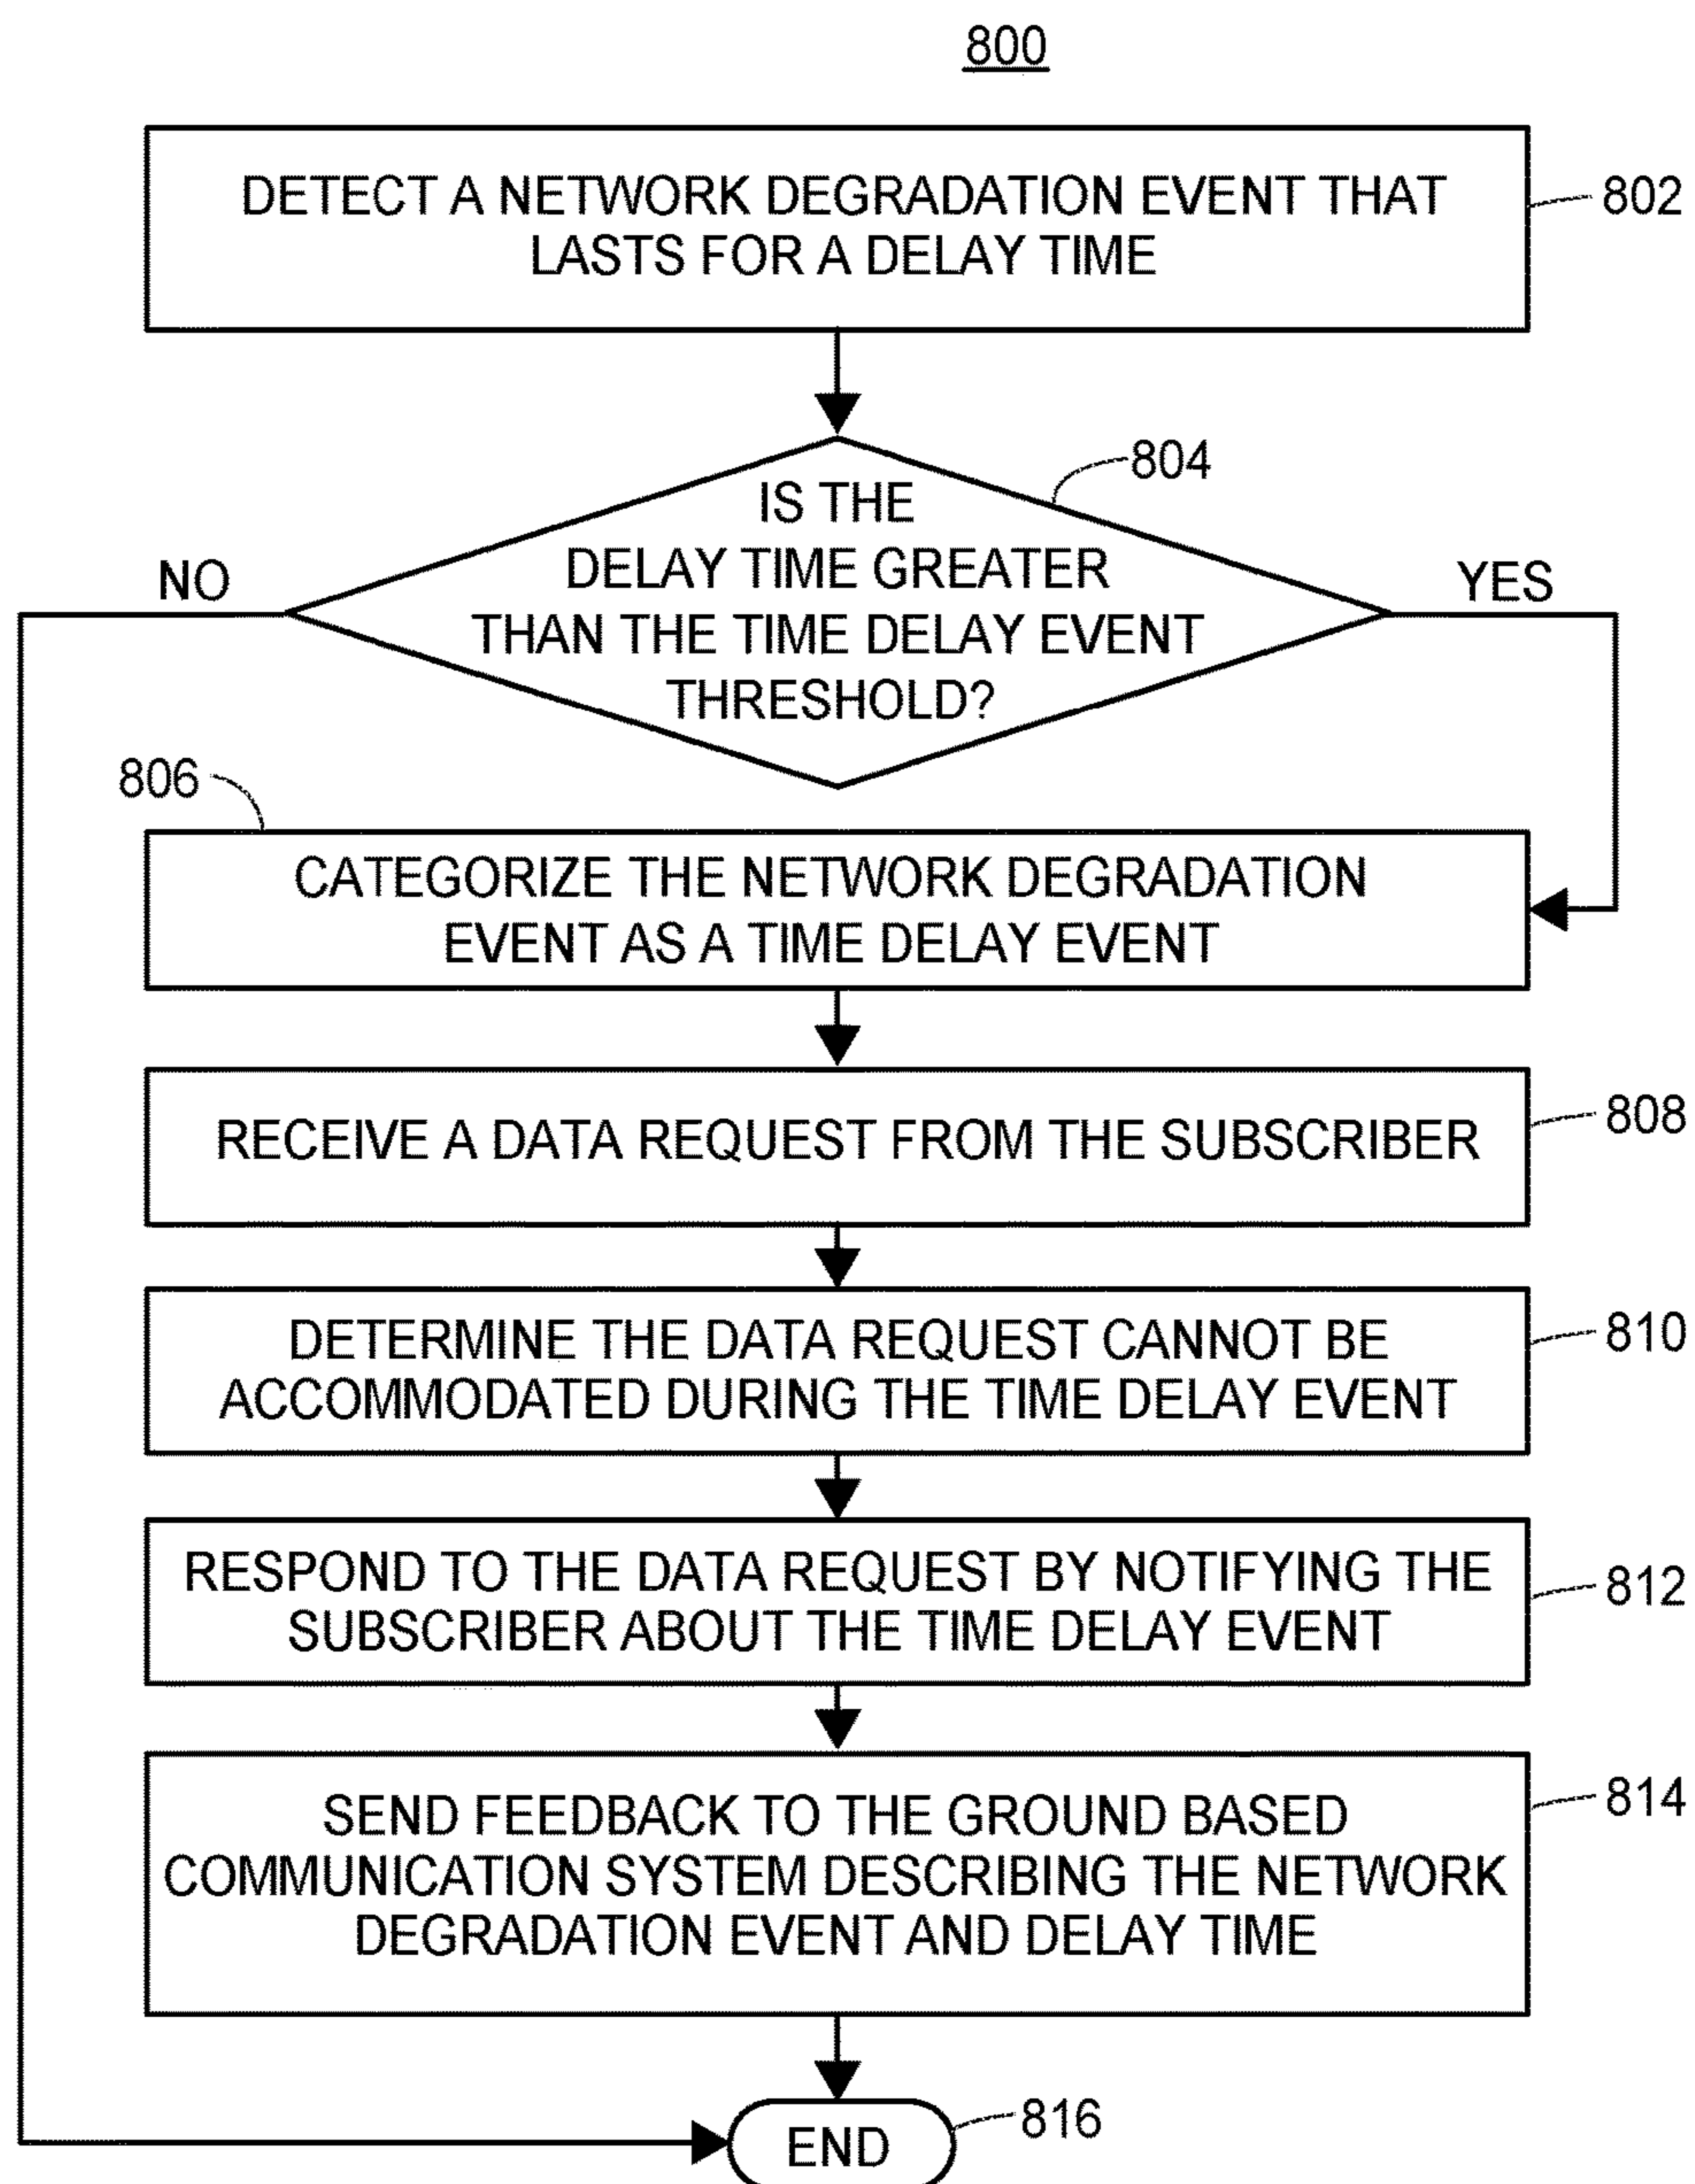 800
DETECT A NETWORK DEGRADATION EVENT THAT
LASTS FOR A DELAY TIME
802
804
IS THE
DELAY TIME GREATER
THAN THE TIME DELAY EVENT
THRESHOLD?
NO
YES
806
CATEGORIZE THE NETWORK DEGRADATION
EVENT AS A TIME DELAY EVENT
RECEIVE A DATA REQUEST FROM THE SUBSCRIBER
808
DETERMINE THE DATA REQUEST CANNOT BE
ACCOMMODATED DURING THE TIME DELAY EVENT
810
RESPOND TO THE DATA REQUEST BY NOTIFYING THE
SUBSCRIBER ABOUT THE TIME DELAY EVENT
812
SEND FEEDBACK TO THE GROUND BASED
COMMUNICATION SYSTEM DESCRIBING THE NETWORK
DEGRADATION EVENT AND DELAY TIME
814
END
816